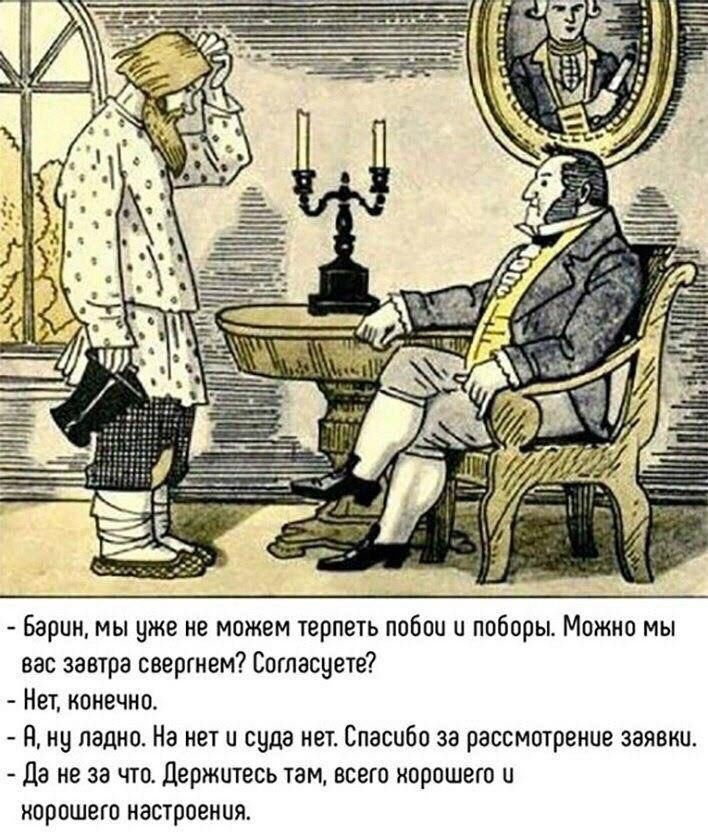 - Барин, мы уже не можем терпеть побои и поборы. Можно мы
вас завтра свергнем? Согласуете?
- Нет, конечно.
- А, ну ладно. На нет и суда нет. Спасибо за рассмотрение заявки.
- Да не за что. Держитесь там, всего хорошего и
хорошего настроения.